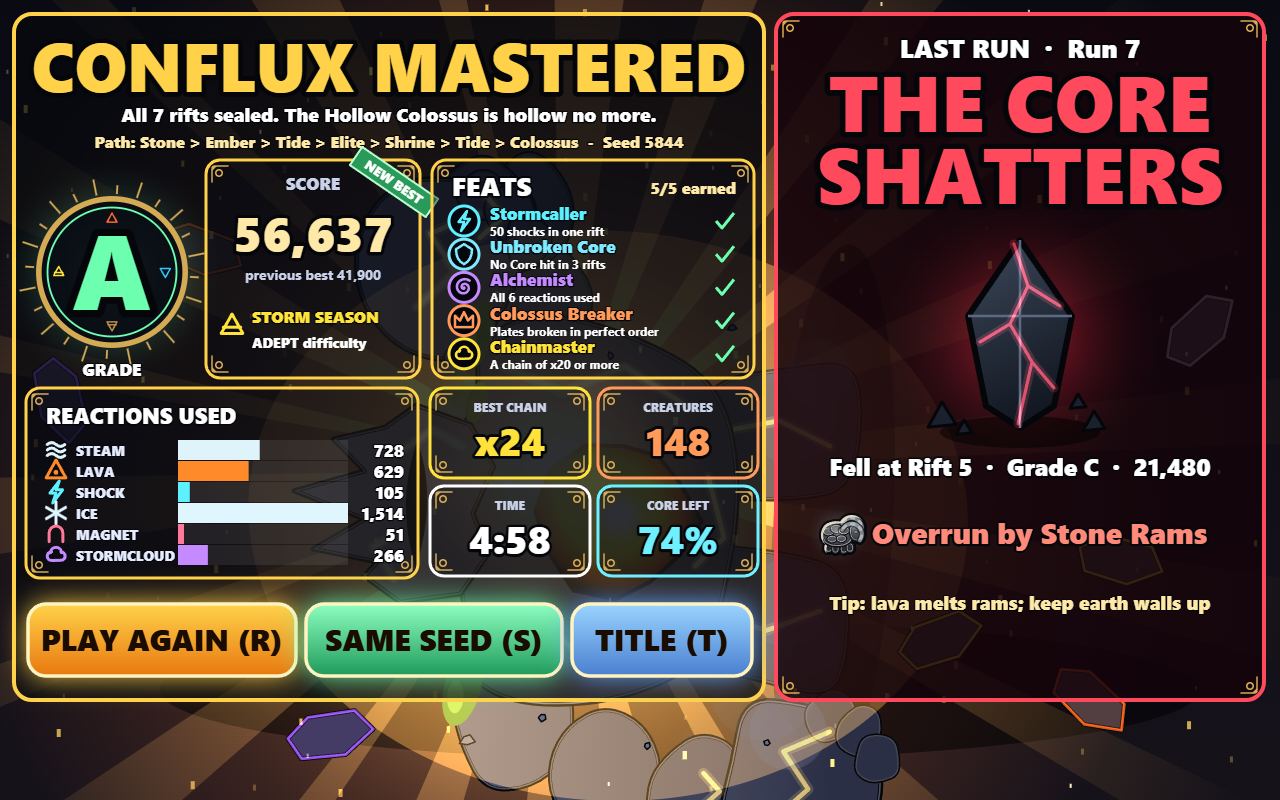 CONFLUX MASTERED
All 7 rifts sealed. The Hollow Colossus is hollow no more.
Path: Stone > Ember > Tide > Elite > Shrine > Tide > Colossus - Seed 5844
A
GRADE
SCORE
NEW BEST
56,637
previous best 41,900
STORM SEASON
ADEPT difficulty
FEATS
5/5 earned
Stormcaller
50 shocks in one rift
Unbroken Core
No Core hit in 3 rifts
Alchemist
All 6 reactions used
Colossus Breaker
Plates broken in perfect order
Chainmaster
A chain of x20 or more
REACTIONS USED
STEAM 728
LAVA 629
SHOCK 105
ICE 1,514
MAGNET 51
STORMCLOUD 266
BEST CHAIN
x24
CREATURES
148
TIME
4:58
CORE LEFT
74%
PLAY AGAIN (R)
SAME SEED (S)
TITLE (T)
LAST RUN · Run 7
THE CORE
SHATTERS
Fell at Rift 5 · Grade C · 21,480
Overrun by Stone Rams
Tip: lava melts rams; keep earth walls up